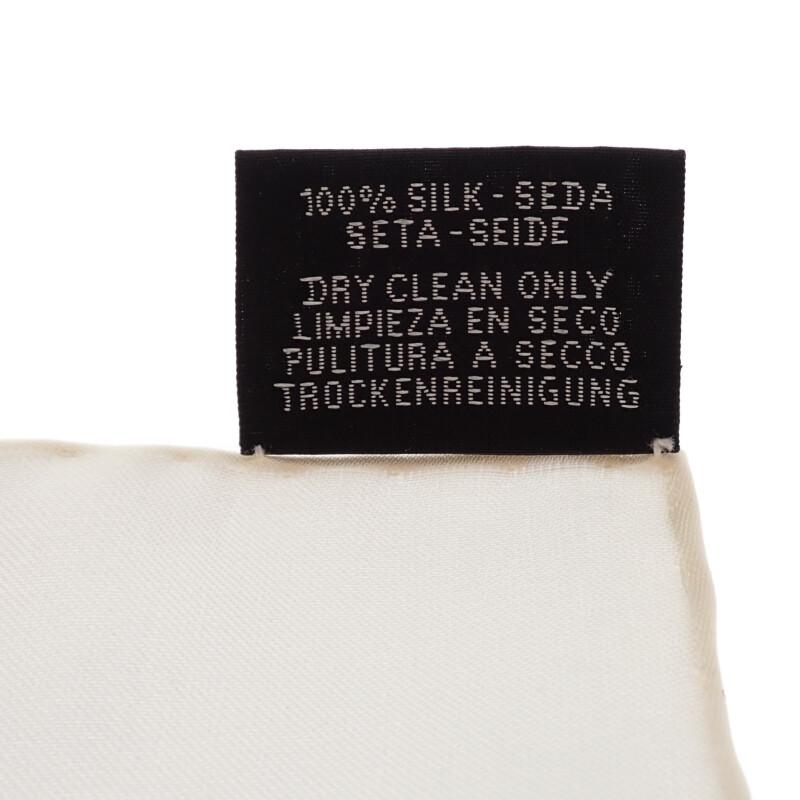 100% SILK - SEDA
SETA - SEIDE
DRY CLEAN ONLY
LIMPIEZA EN SECO
PULITURA A SECCO
TROCKENREINIGUNG